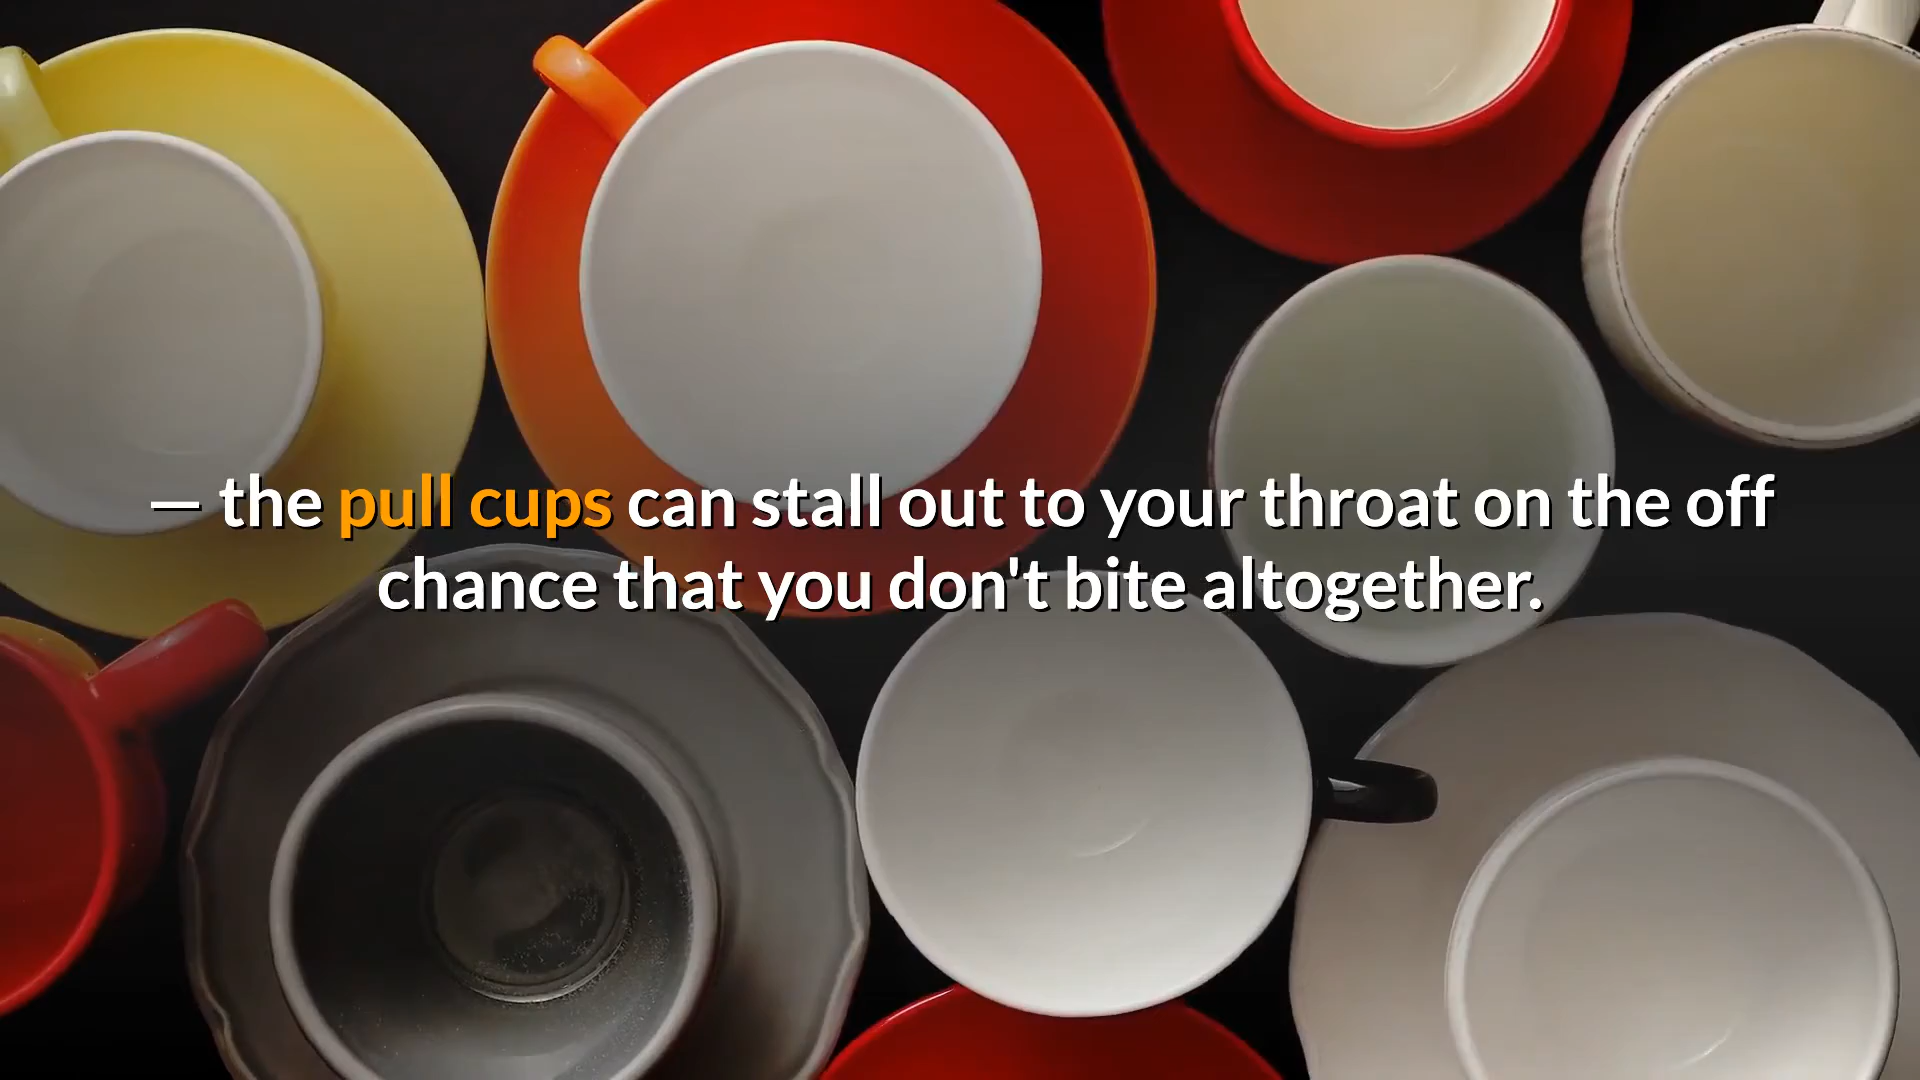 — the pull cups can stall out to your throat on the off
chance that you don't bite altogether.